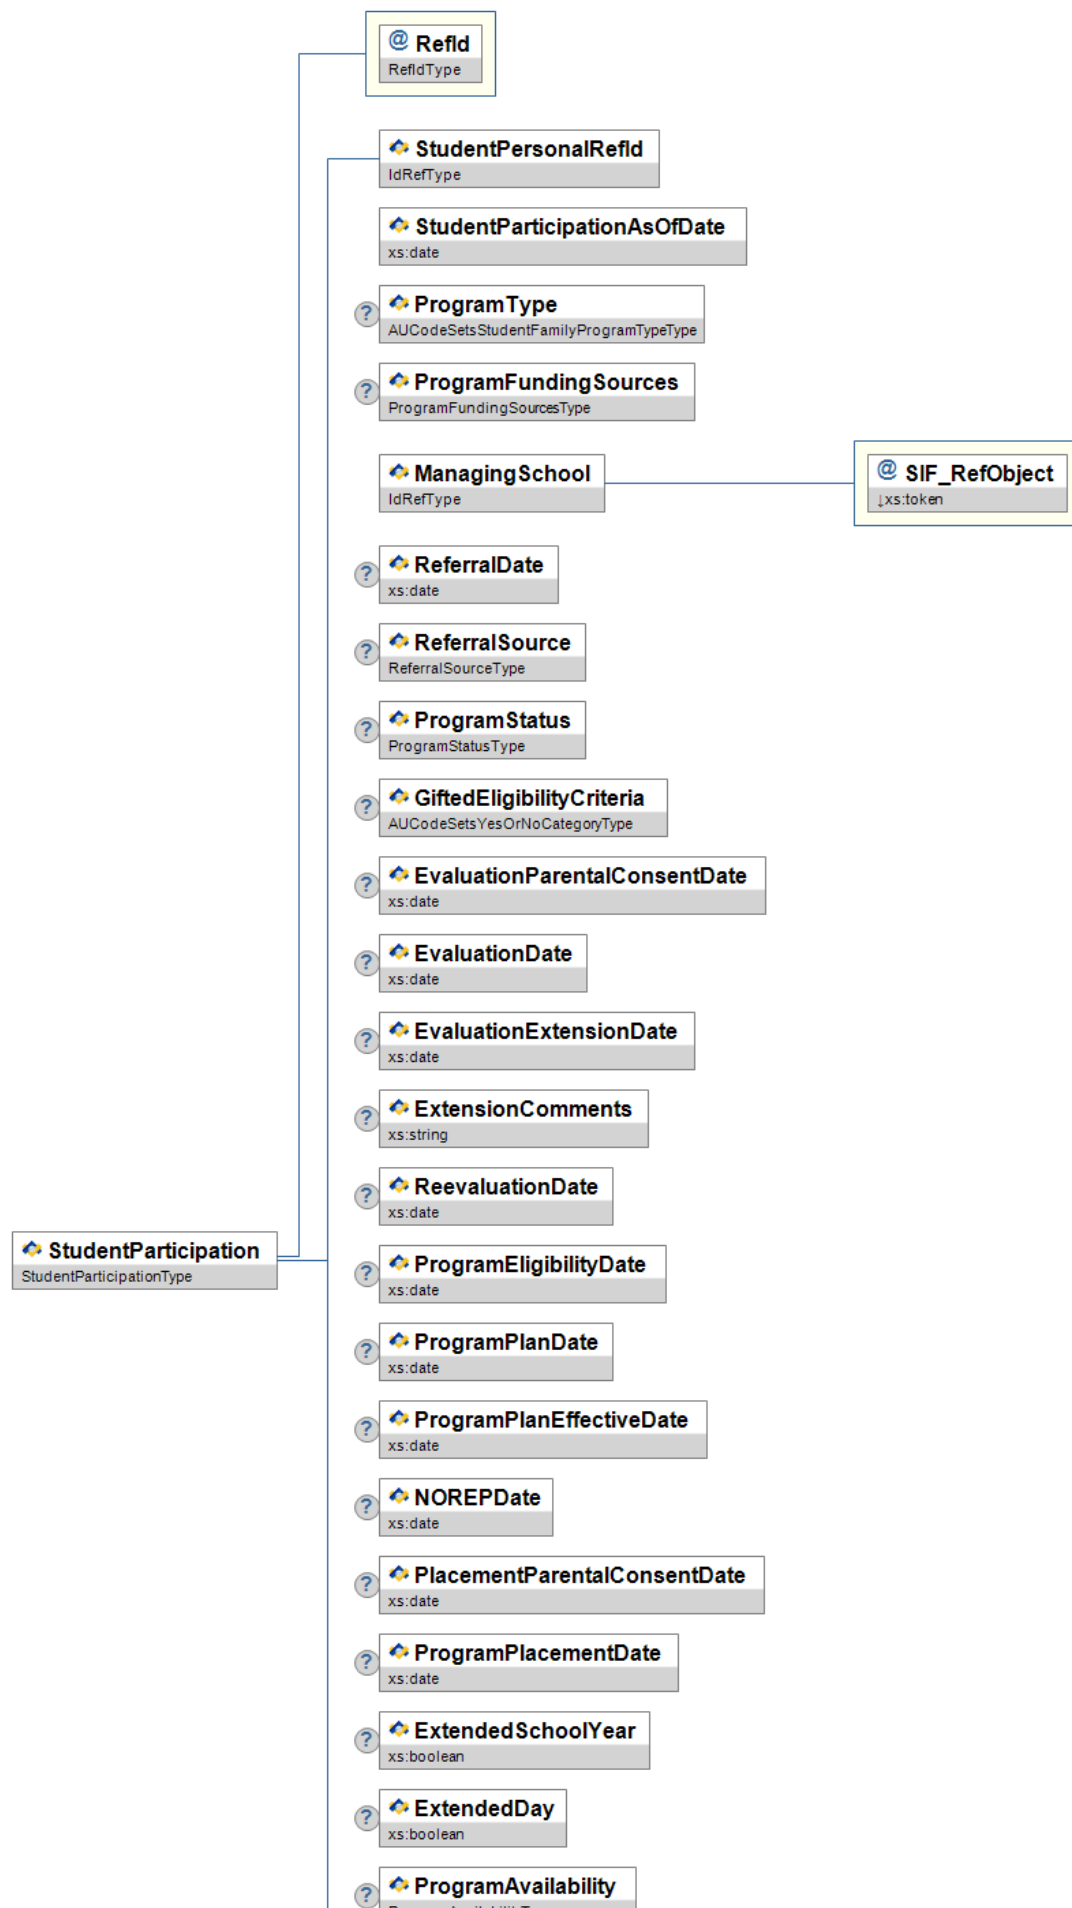 @ RefId
RefIdType
StudentPersonalRefId
IdRefType
StudentParticipationAsOfDate
xs:date
? ProgramType
AUCodeSetsStudentFamilyProgramTypeType
? ProgramFundingSources
ProgramFundingSourcesType
ManagingSchool
IdRefType
@ SIF_RefObject
↓xs:token
? ReferralDate
xs:date
? ReferralSource
ReferralSourceType
? ProgramStatus
ProgramStatusType
? GiftedEligibilityCriteria
AUCodeSetsYesOrNoCategoryType
? EvaluationParentalConsentDate
xs:date
? EvaluationDate
xs:date
? EvaluationExtensionDate
xs:date
? ExtensionComments
xs:string
? ReevaluationDate
xs:date
StudentParticipation
StudentParticipationType
? ProgramEligibilityDate
xs:date
? ProgramPlanDate
xs:date
? ProgramPlanEffectiveDate
xs:date
? NOREPDate
xs:date
? PlacementParentalConsentDate
xs:date
? ProgramPlacementDate
xs:date
? ExtendedSchoolYear
xs:boolean
? ExtendedDay
xs:boolean
? ProgramAvailability